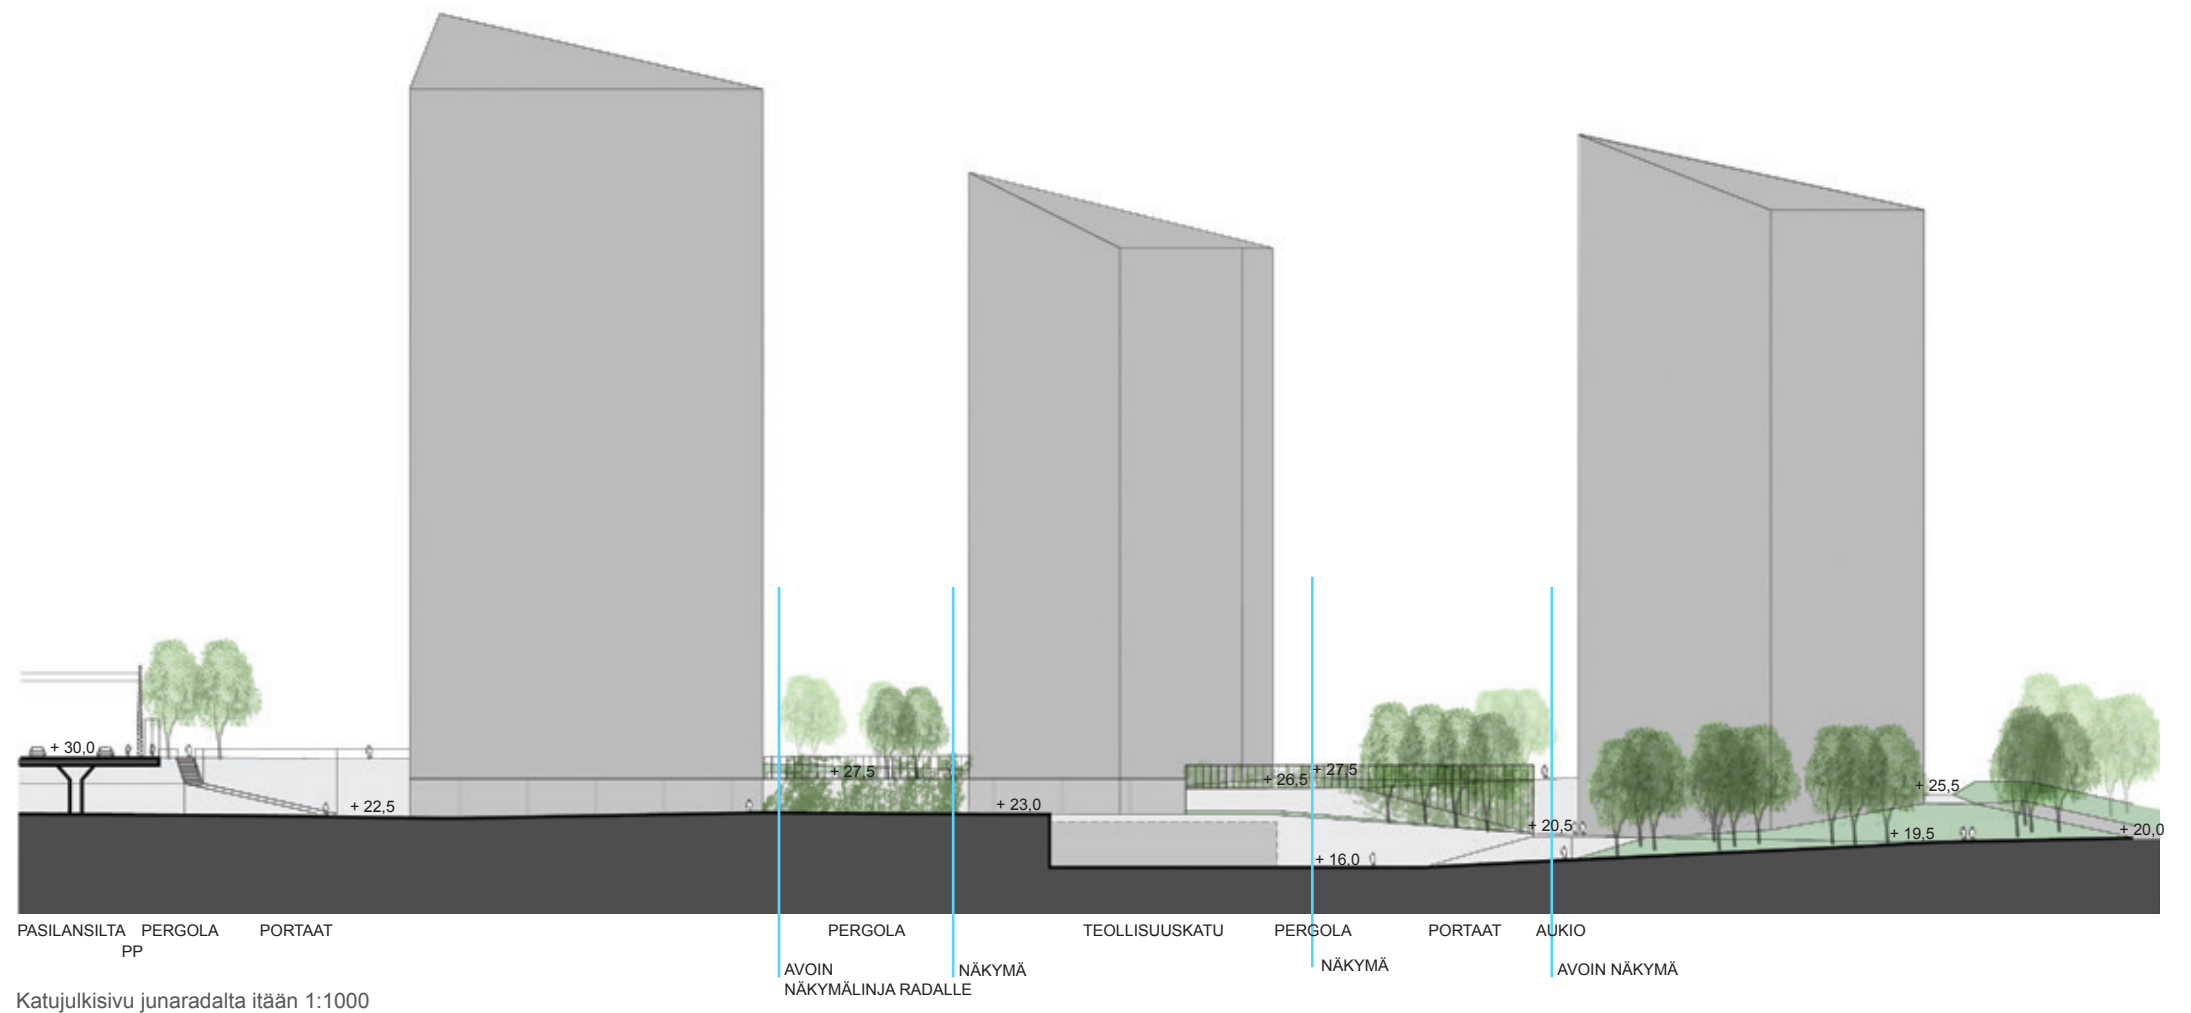 + 30,0
+ 22,5
+ 27,5
+ 23,0
+ 26,5
+ 27,5
+ 16,0
+ 20,5
+ 25,5
+ 19,5
+ 20,0
PASILANSILTA PERGOLA PORTAAT PERGOLA TEOLLISUUSKATU PERGOLA PORTAAT AUKIO
PP
AVOIN
NÄKYMÄLINJA RADALLE
NÄKYMÄ
NÄKYMÄ
AVOIN NÄKYMÄ
Katujulkisivu junaradalta itään 1:1000